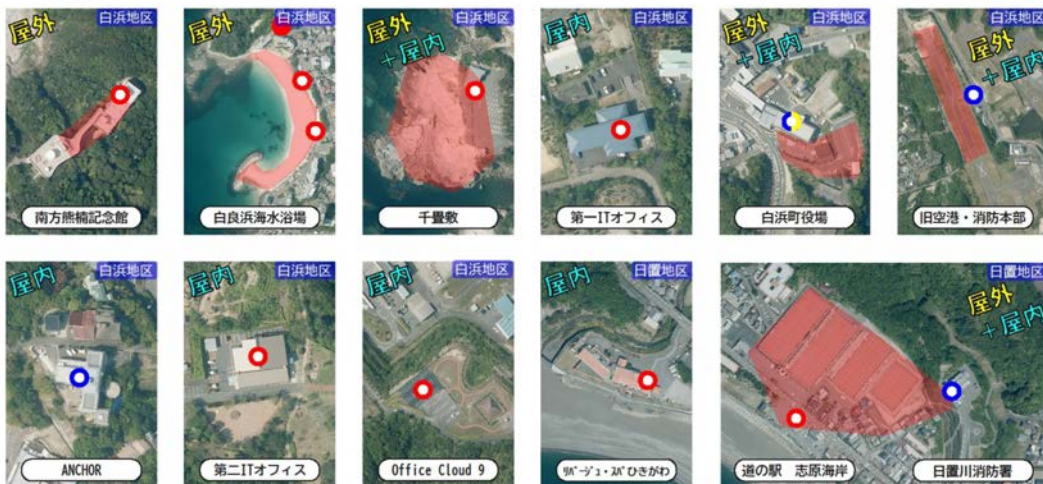 白浜地区
屋外
南方熊楠記念館
白浜地区
屋外
白良浜海水浴場
白浜地区
屋外
+屋内
千畳敷
白浜地区
屋内
第一ITオフィス
白浜地区
屋外
+屋内
白浜町役場
白浜地区
屋外
+屋内
旧空港・消防本部
白浜地区
屋内
ANCHOR
白浜地区
屋内
第二ITオフィス
白浜地区
屋内
Office Cloud 9
日置地区
屋内
リバージュ・スパひきがわ
日置地区
屋外
+屋内
道の駅 志原海岸
日置川消防署